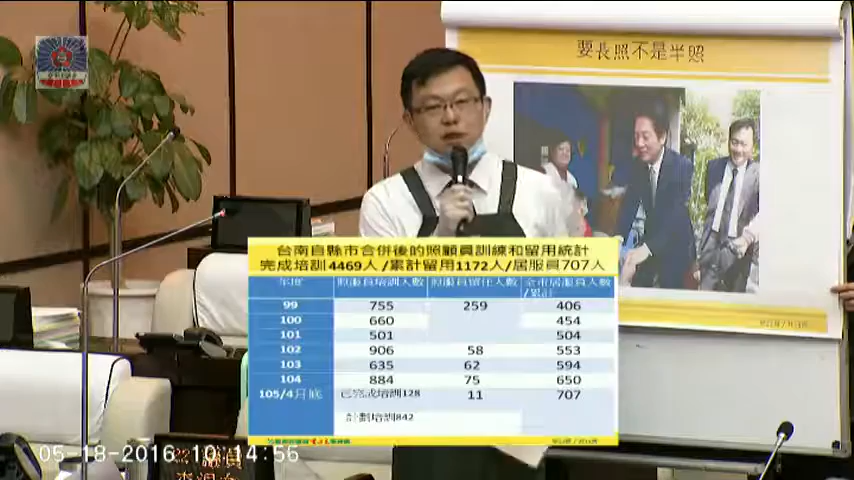 要長照不是半照
台南自縣市合併後的照顧員訓練和留用統計
完成培訓4469人/累計留用1172人/居服員707人
年度 照服員培訓人數 照服員留任人數 全市居服員人數/累計
99 755 259 406
100 660 454
101 501 504
102 906 58 553
103 635 62 594
104 884 75 650
105/4月底 已完成培訓128 11 707
計劃培訓842
05-18-2016 10:14:56
議員